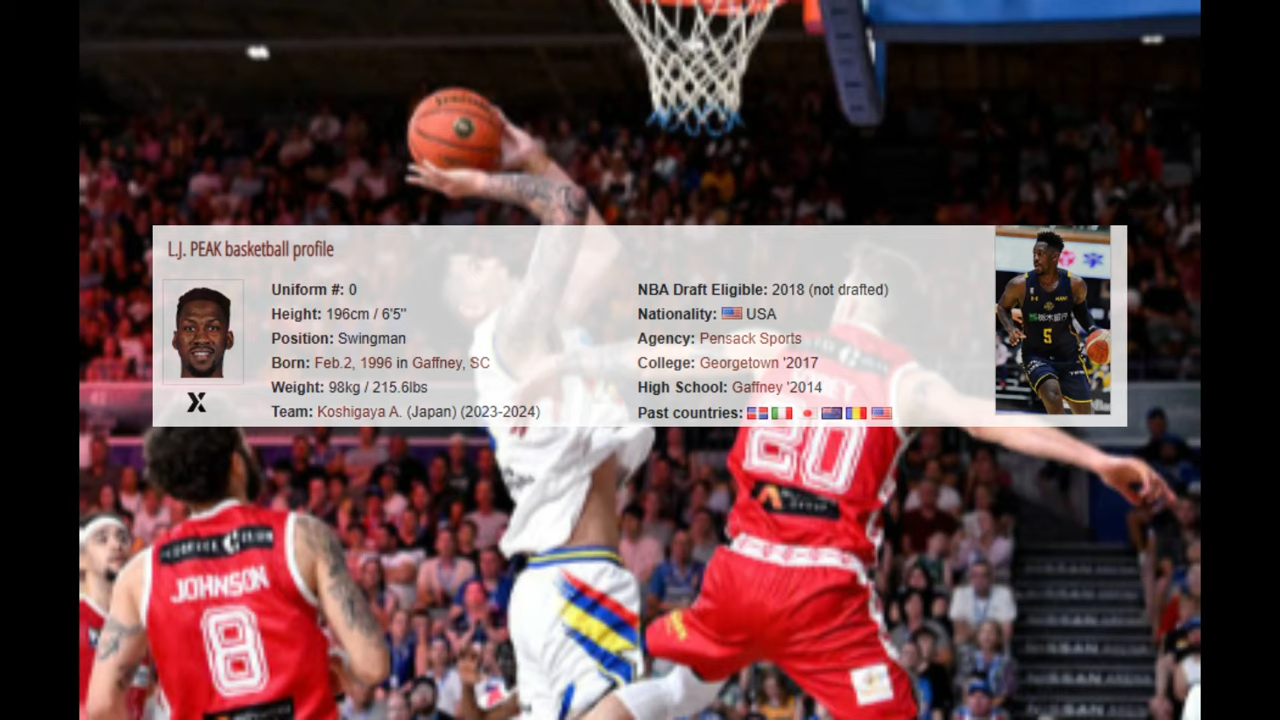 L.J. PEAK basketball profile
Uniform #: 0
Height: 196cm / 6'5"
Position: Swingman
Born: Feb.2, 1996 in Gaffney, SC
Weight: 98kg / 215.6lbs
Team: Koshigaya A. (Japan) (2023-2024)
NBA Draft Eligible: 2018 (not drafted)
Nationality: USA
Agency: Pensack Sports
College: Georgetown '2017
High School: Gaffney '2014
Past countries:
5
20
JOHNSON
8